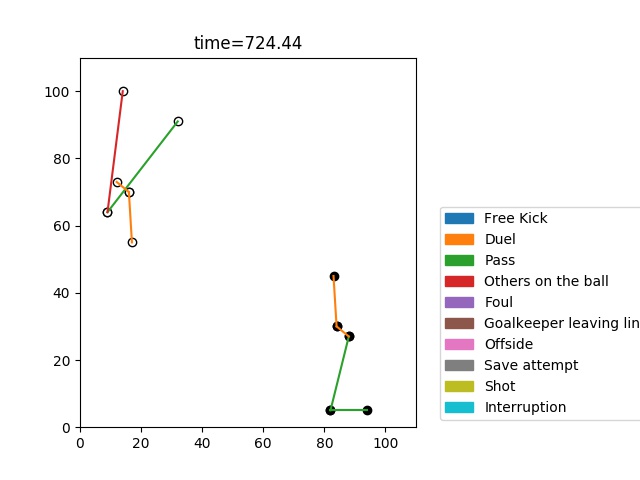 time=724.44
100
80
60
40
20
0
0 20 40 60 80 100
Free Kick
Duel
Pass
Others on the ball
Foul
Goalkeeper leaving lin
Offside
Save attempt
Shot
Interruption